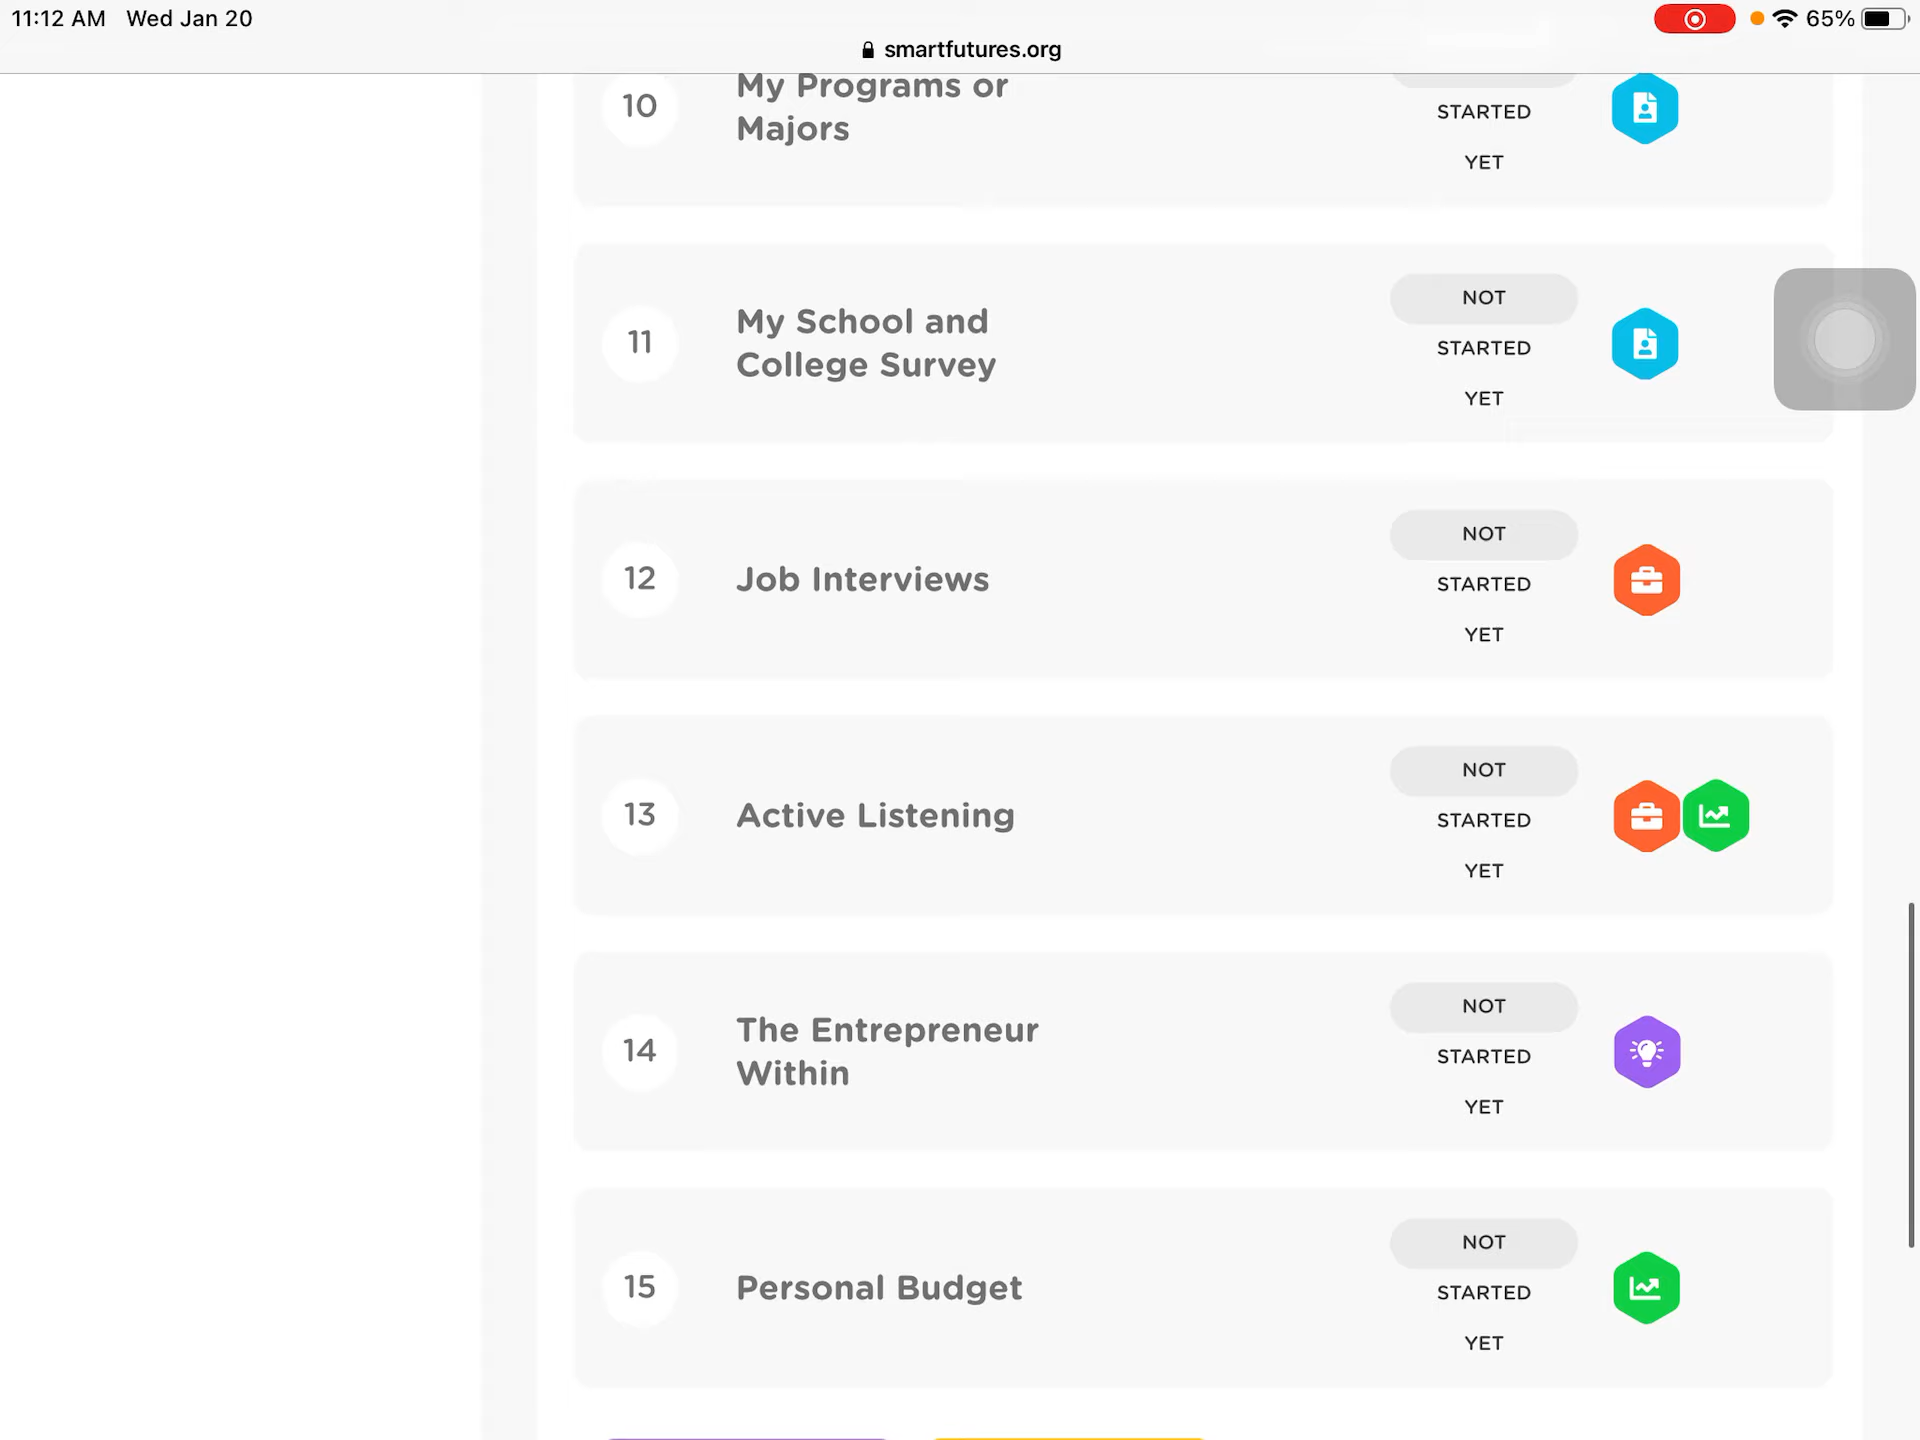 11:12 AM Wed Jan 20
65%
smartfutures.org
10
My Programs or
Majors
STARTED
YET
11
My School and
College Survey
NOT
STARTED
YET
12
Job Interviews
NOT
STARTED
YET
13
Active Listening
NOT
STARTED
YET
14
The Entrepreneur
Within
NOT
STARTED
YET
15
Personal Budget
NOT
STARTED
YET